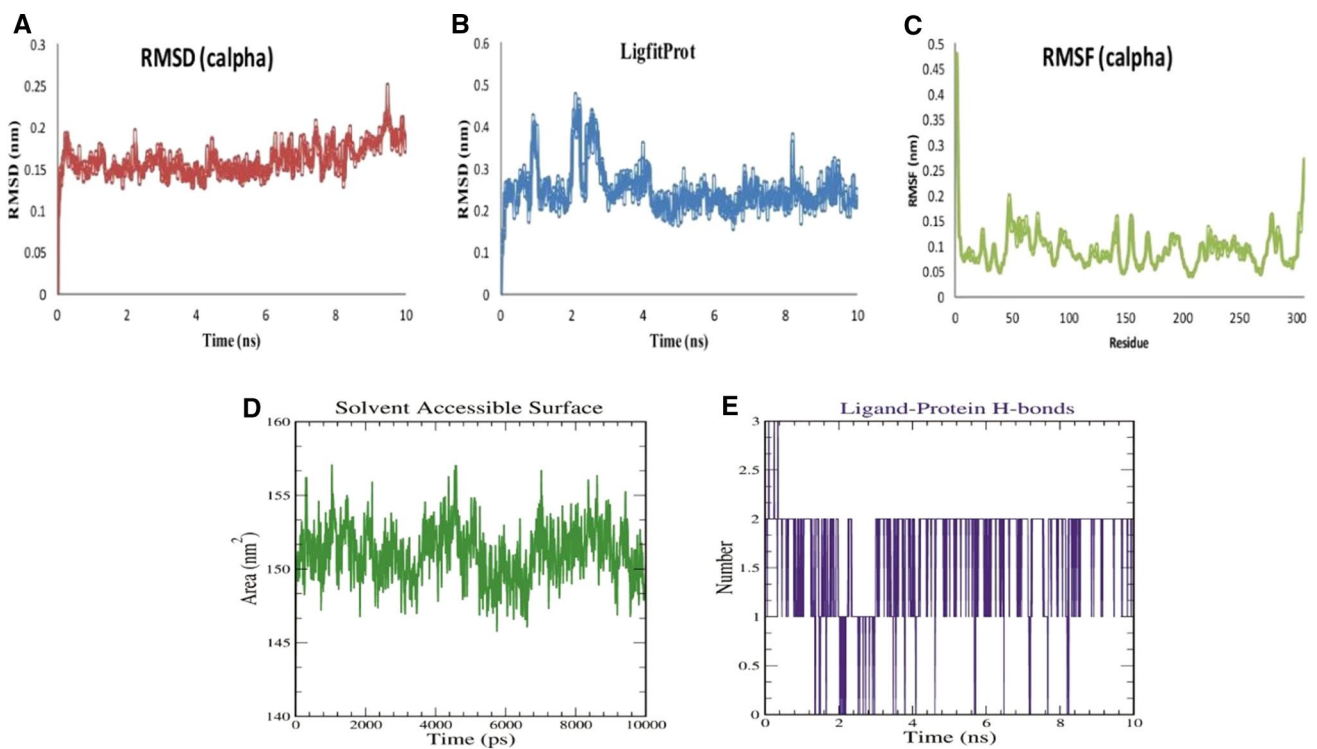 A
RMSD (calpha)
0.3
0.25
0.2
0.15
0.1
0.05
0
RMSD (nm)
0 2 4 6 8 10
Time (ns)
B
LigfitProt
0.6
0.5
0.4
0.3
0.2
0.1
0
RMSD (nm)
0 2 4 6 8 10
Time (ns)
C
RMSF (calpha)
0.5
0.45
0.4
0.35
0.3
0.25
0.2
0.15
0.1
0.05
0
RMSF (nm)
0 50 100 150 200 250 300
Residue
D
Solvent Accessible Surface
160
155
150
145
140
Area (nm²)
0 2000 4000 6000 8000 10000
Time (ps)
E
Ligand-Protein H-bonds
3
2.5
2
1.5
1
0.5
0
Number
0 2 4 6 8 10
Time (ns)